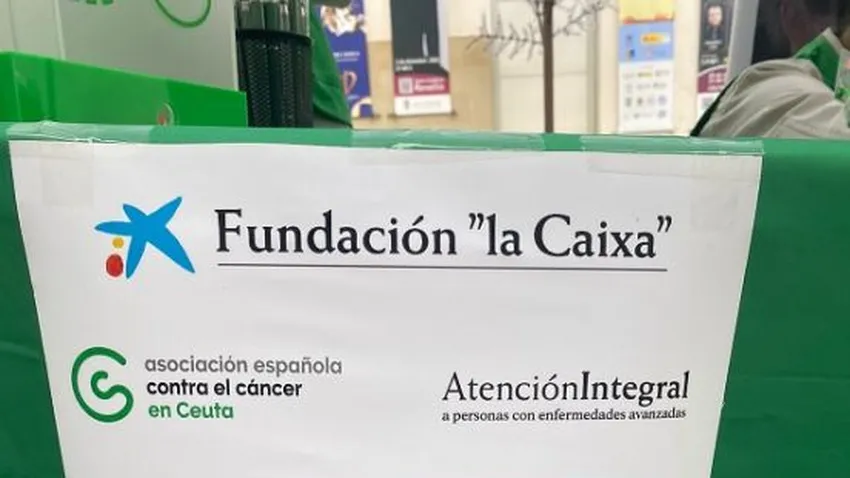 Fundación "la Caixa"
asociación española
contra el cáncer
en Ceuta
AtenciónIntegral
a personas con enfermedades avanzadas